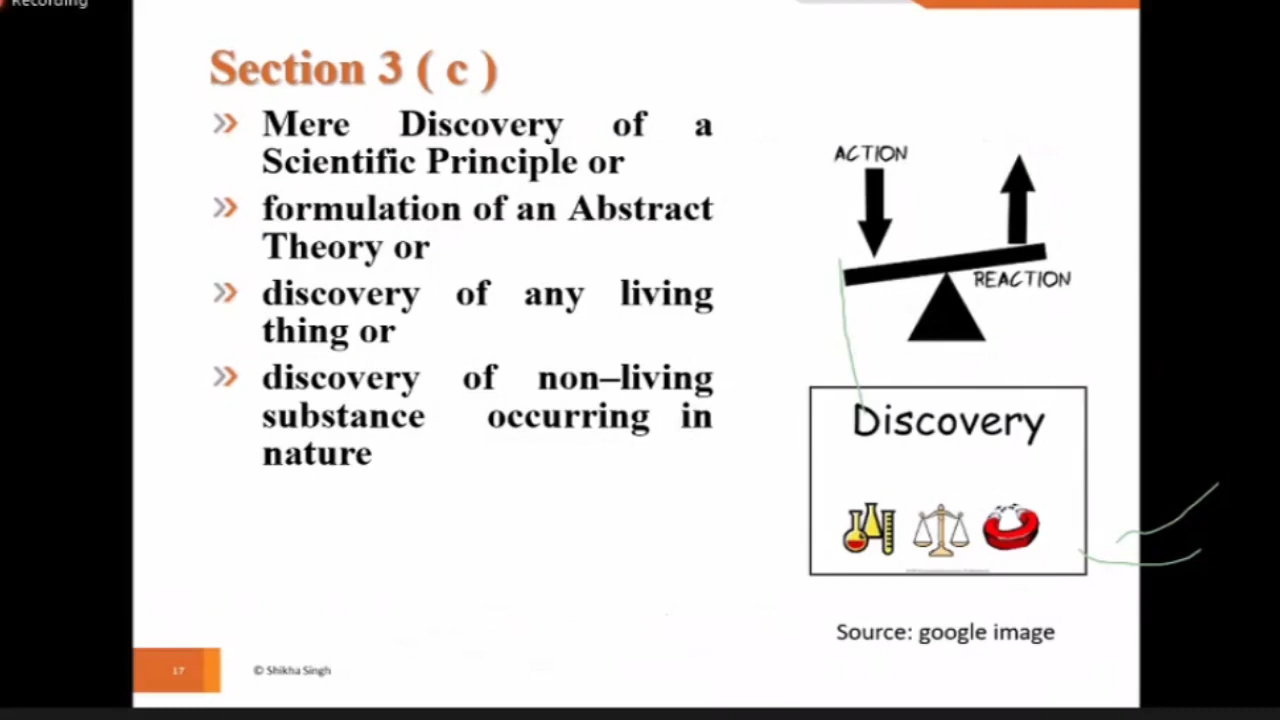 Recording
Section 3 ( c )
Mere Discovery of a
Scientific Principle or
formulation of an Abstract
Theory or
discovery of any living
thing or
discovery of non–living
substance occurring in
nature
ACTION
REACTION
Discovery
Source: google image
17
© Shikha Singh